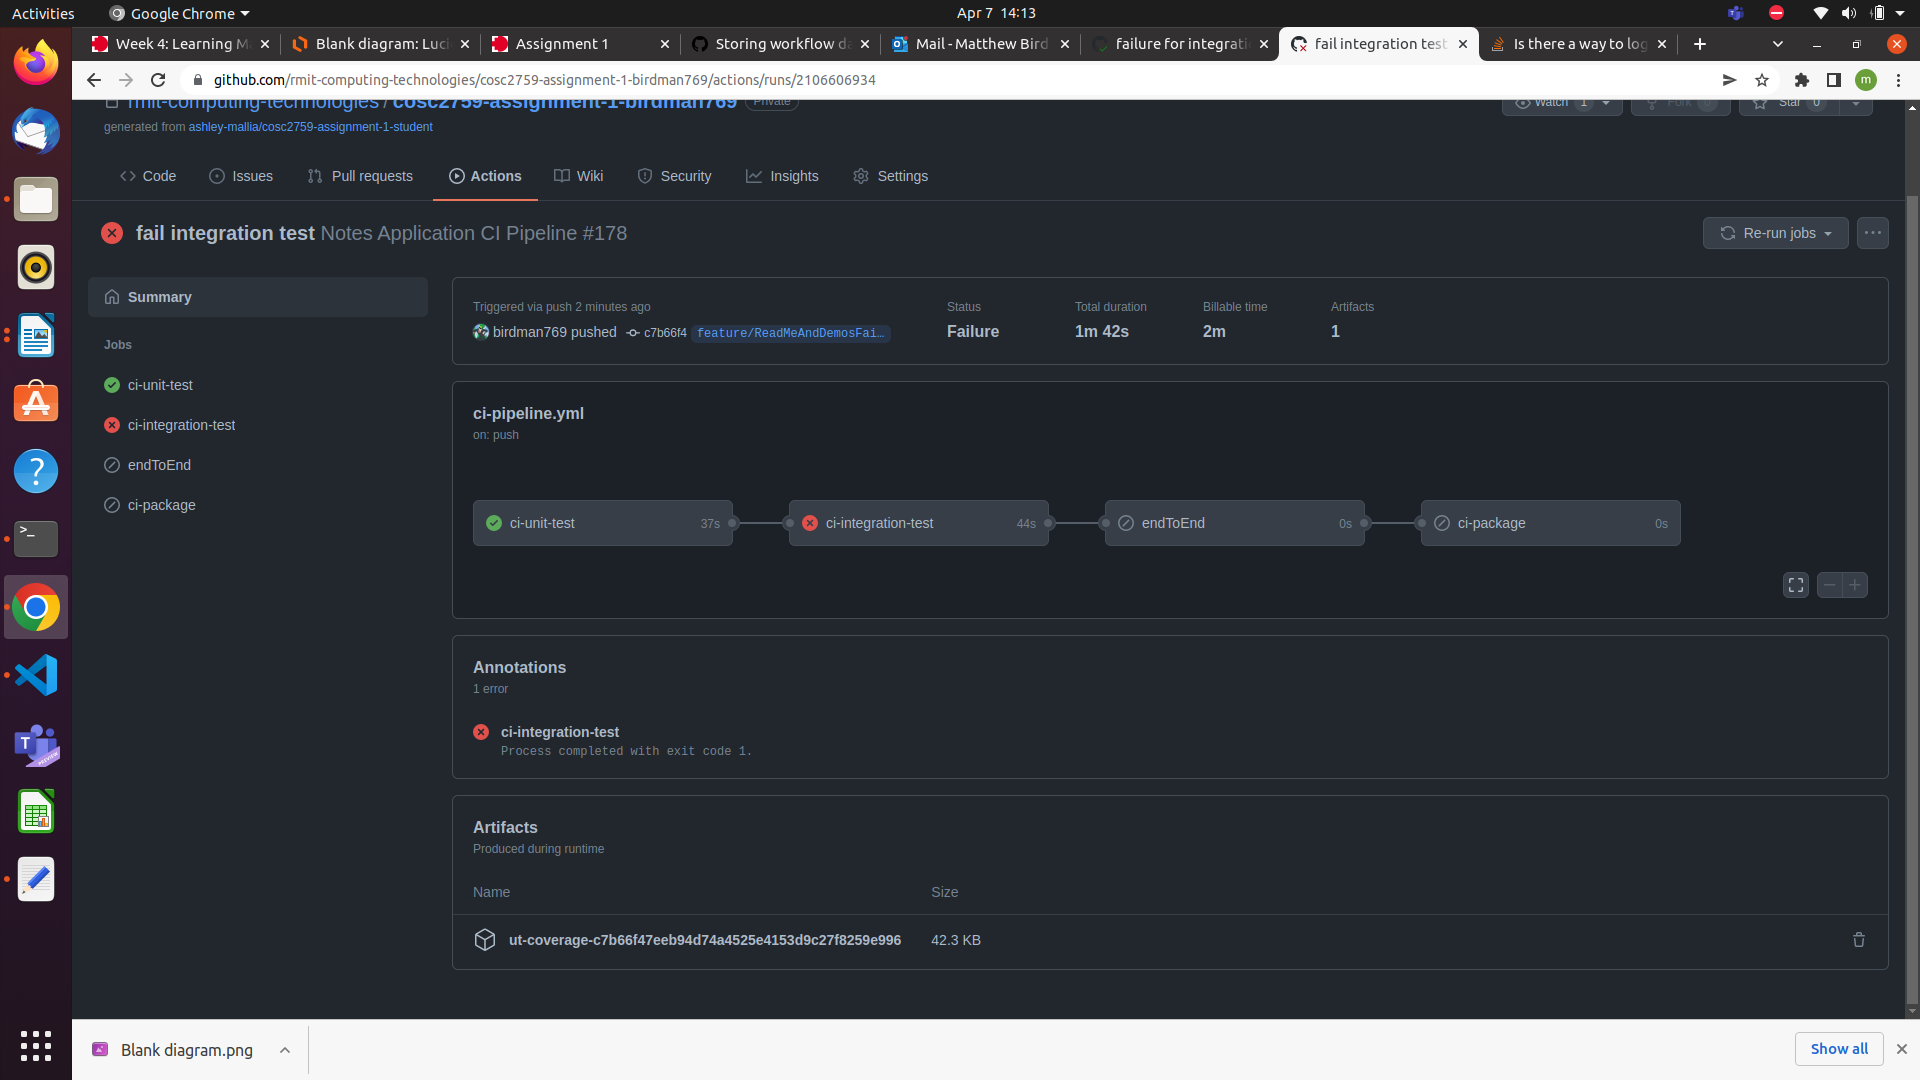 Activities
Google Chrome
Apr 7 14:13
Week 4: Learning M
Blank diagram: Luc
Assignment 1
Storing workflow da
Mail - Matthew Bird
failure for integrati
fail integration test
Is there a way to log
github.com/rmit-computing-technologies/cosc2759-assignment-1-birdman769/actions/runs/2106606934
m
rmit-computing-technologies / cosc2759-assignment-1-birdman769 Private
Watch 1
Fork 0
Star 0
generated from ashley-mallia/cosc2759-assignment-1-student
Code
Issues
Pull requests
Actions
Wiki
Security
Insights
Settings
fail integration test Notes Application CI Pipeline #178
Re-run jobs
Summary
Jobs
ci-unit-test
ci-integration-test
endToEnd
ci-package
Triggered via push 2 minutes ago
birdman769 pushed c7b66f4 feature/ReadMeAndDemosFai…
Status
Failure
Total duration
1m 42s
Billable time
2m
Artifacts
1
ci-pipeline.yml
on: push
ci-unit-test 37s
ci-integration-test 44s
endToEnd 0s
ci-package 0s
Annotations
1 error
ci-integration-test
Process completed with exit code 1.
Artifacts
Produced during runtime
Name Size
ut-coverage-c7b66f47eeb94d74a4525e4153d9c27f8259e996 42.3 KB
Blank diagram.png
Show all